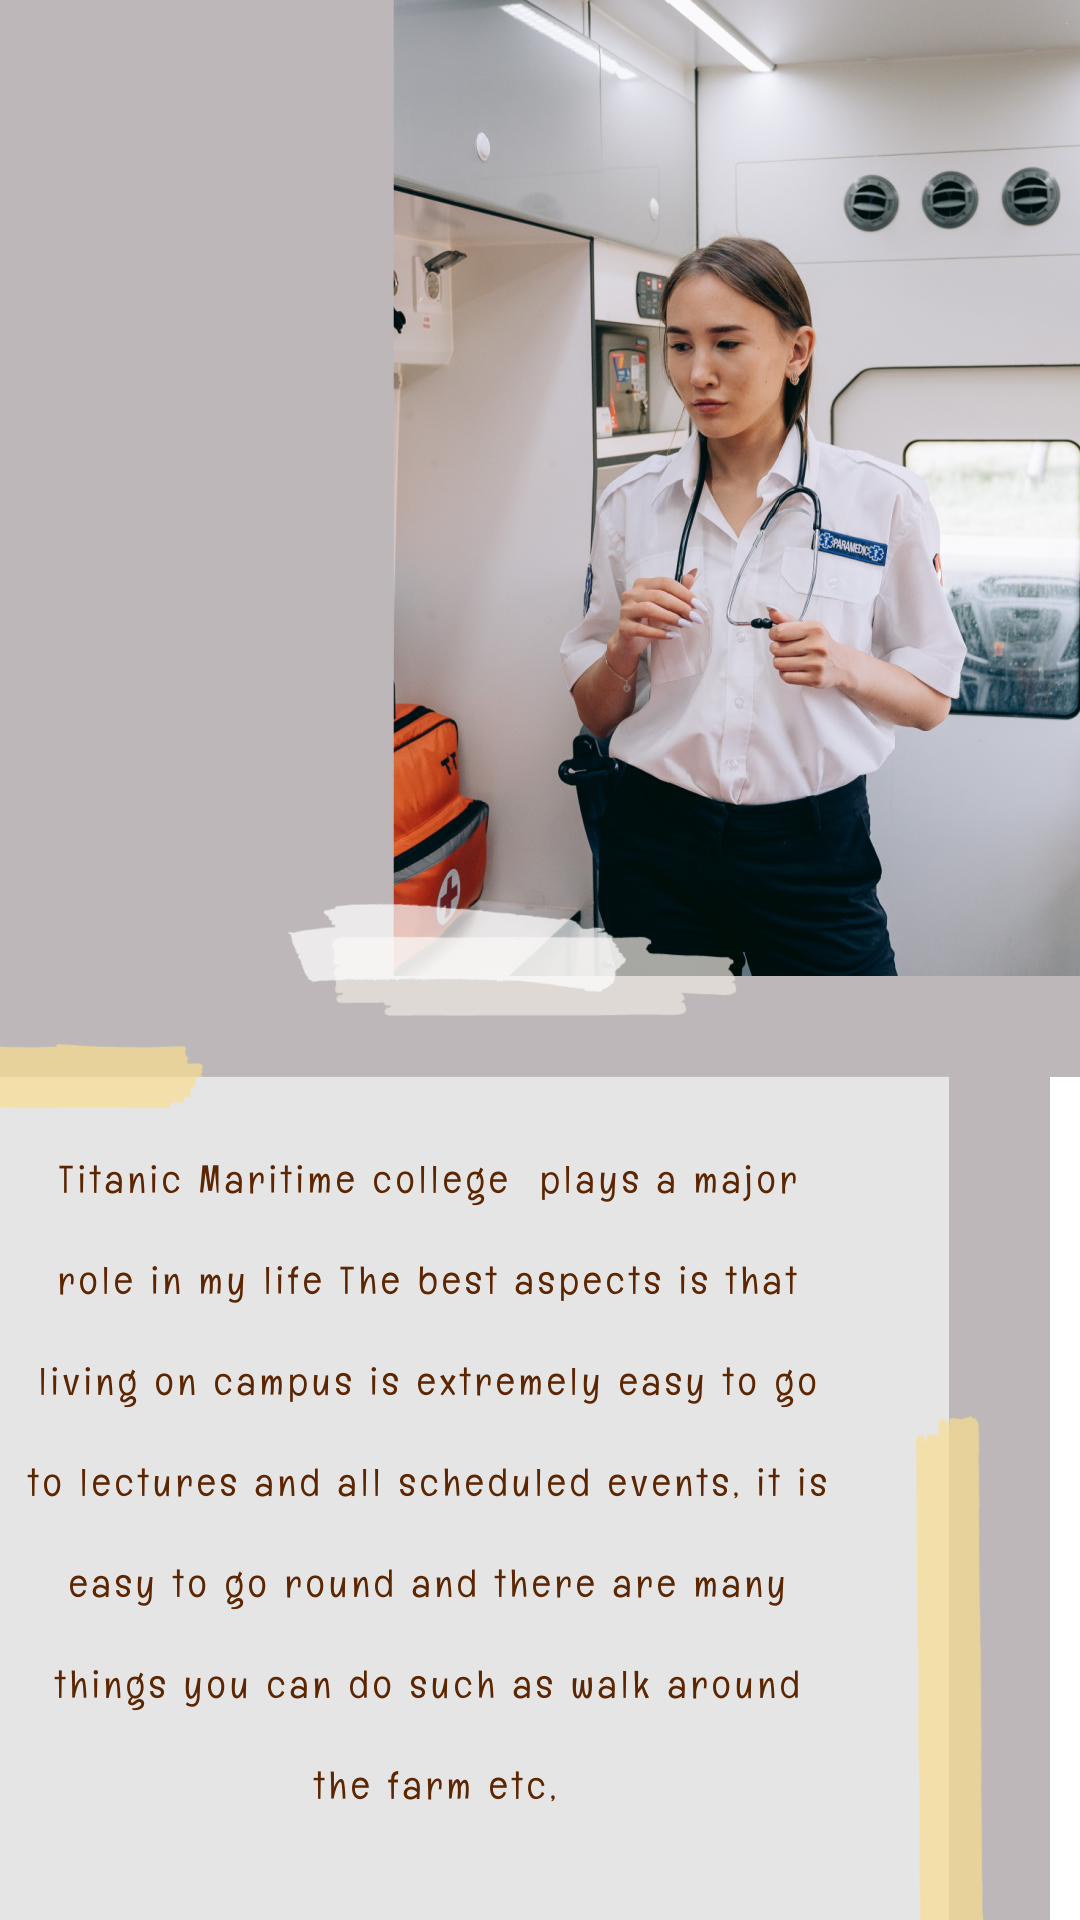 PARAMEDIC
TT
Titanic Maritime college plays a major
role in my life The best aspects is that
living on campus is extremely easy to go
to lectures and all scheduled events, it is
easy to go round and there are many
things you can do such as walk around
the farm etc,